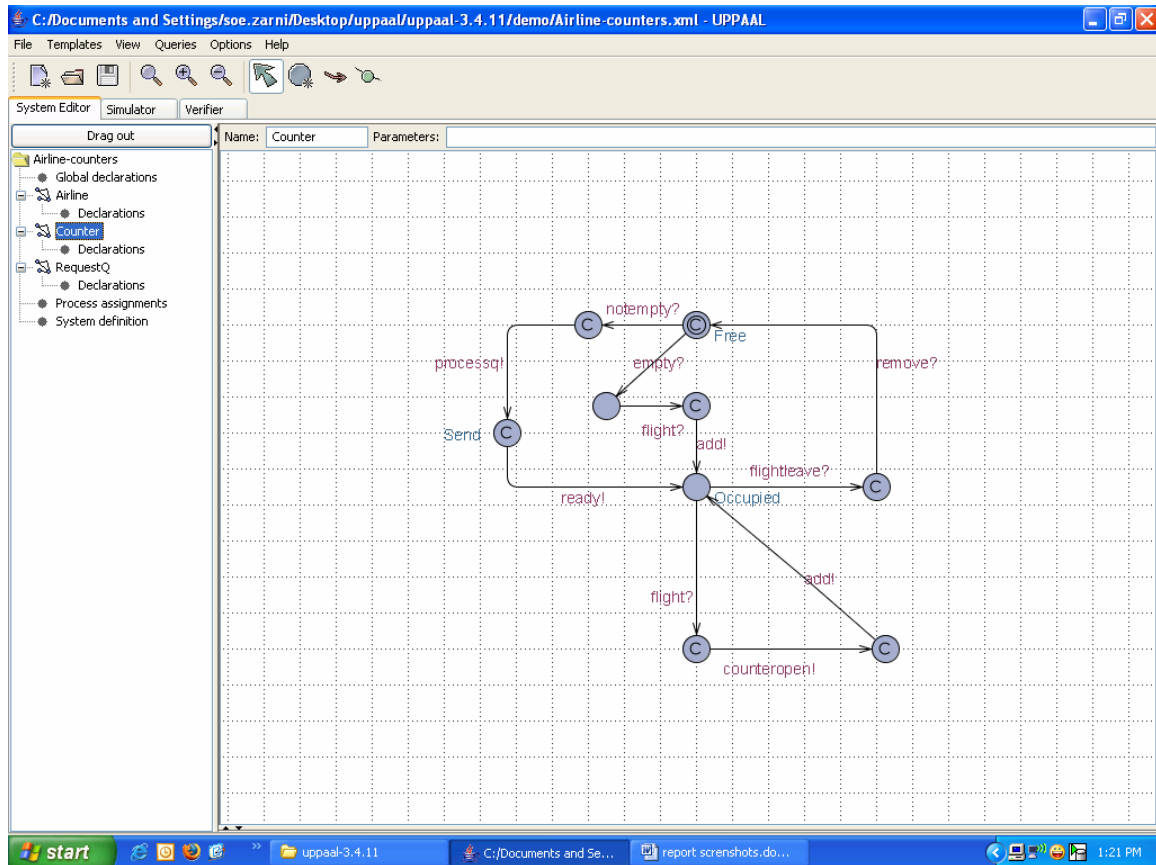 C:/Documents and Settings/soe.zarni/Desktop/uppaal/uppaal-3.4.11/demo/Airline-counters.xml - UPPAAL
File Templates View Queries Options Help
System Editor Simulator Verifier
Drag out
Name: Counter Parameters:
Airline-counters
Global declarations
Airline
Declarations
Counter
Declarations
RequestQ
Declarations
Process assignments
System definition
notempty?
C
C
Free
processq!
empty?
remove?
C
Send
C
flight?
add!
flightleave?
C
ready!
Occupied
add!
flight?
C
C
counteropen!
start
uppaal-3.4.11
C:/Documents and Se...
report screnshots.do...
1:21 PM